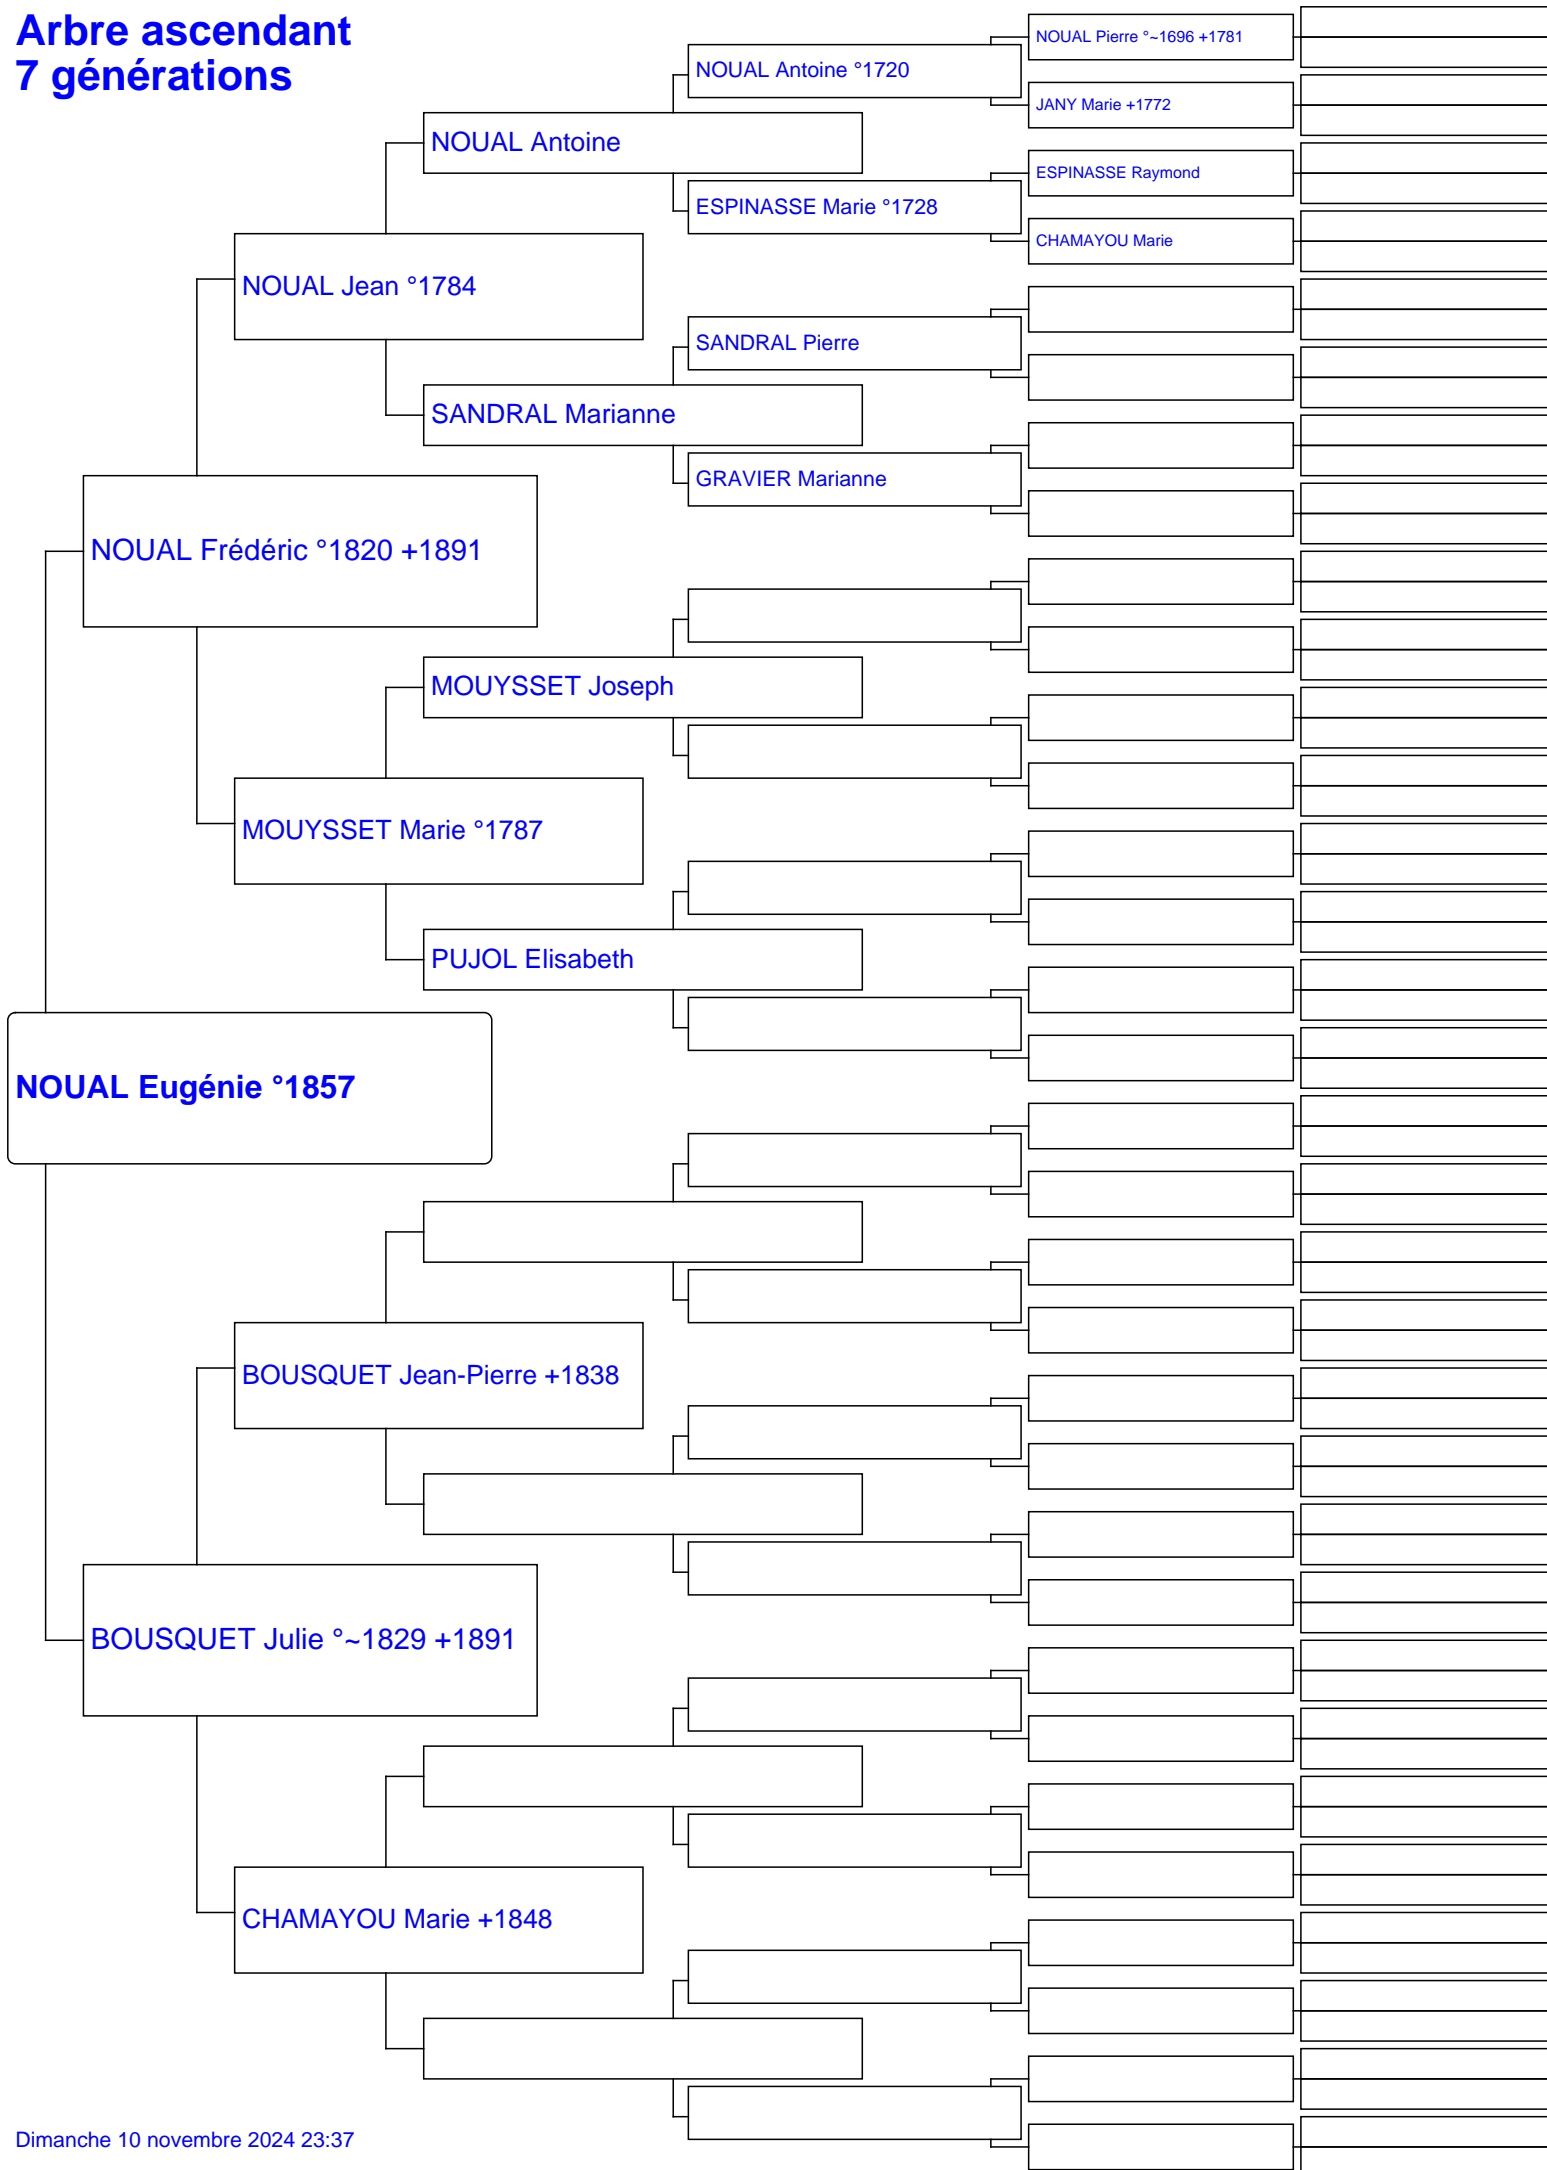 Arbre ascendant
7 générations
NOUAL Pierre °~1696 +1781
NOUAL Antoine °1720
JANY Marie +1772
NOUAL Antoine
ESPINASSE Raymond
ESPINASSE Marie °1728
CHAMAYOU Marie
NOUAL Jean °1784
SANDRAL Pierre
SANDRAL Marianne
GRAVIER Marianne
NOUAL Frédéric °1820 +1891
MOUYSSET Joseph
MOUYSSET Marie °1787
PUJOL Elisabeth
NOUAL Eugénie °1857
BOUSQUET Jean-Pierre +1838
BOUSQUET Julie °~1829 +1891
CHAMAYOU Marie +1848
Dimanche 10 novembre 2024 23:37